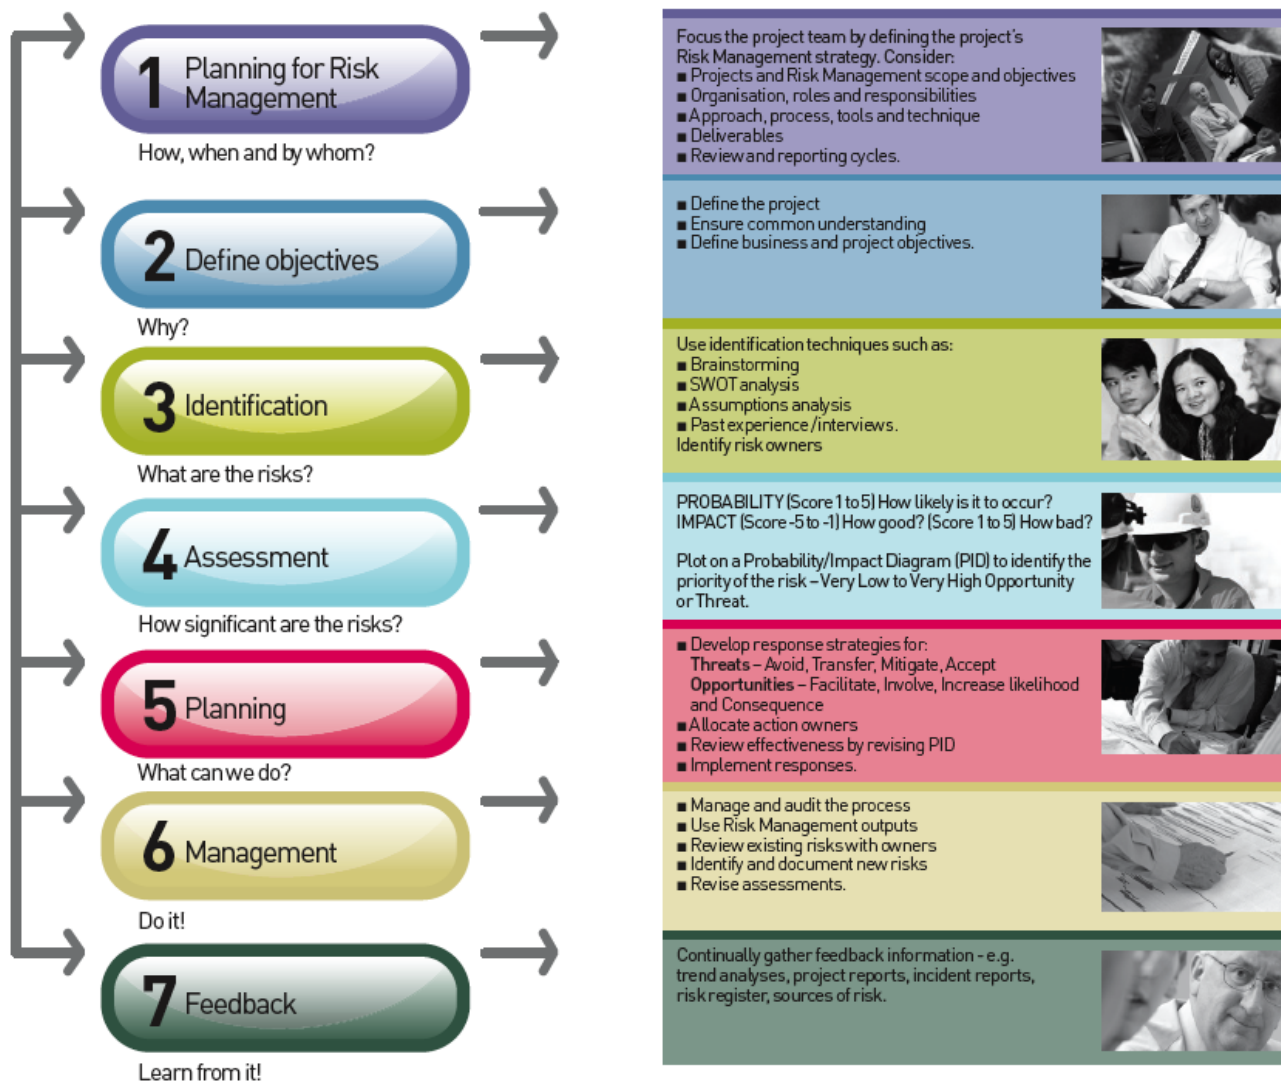 1 Planning for Risk
Management
How, when and by whom?
Focus the project team by defining the project's
Risk Management strategy. Consider:
■ Projects and Risk Management scope and objectives
■ Organisation, roles and responsibilities
■ Approach, process, tools and technique
■ Deliverables
■ Review and reporting cycles.
2 Define objectives
Why?
■ Define the project
■ Ensure common understanding
■ Define business and project objectives.
3 Identification
What are the risks?
Use identification techniques such as:
■ Brainstorming
■ SWOT analysis
■ Assumptions analysis
■ Past experience/interviews.
Identify risk owners
4 Assessment
How significant are the risks?
PROBABILITY (Score 1 to 5) How likely is it to occur?
IMPACT (Score -5 to -1) How good? (Score 1 to 5) How bad?
Plot on a Probability/Impact Diagram (PID) to identify the
priority of the risk – Very Low to Very High Opportunity
or Threat.
5 Planning
What can we do?
■ Develop response strategies for:
Threats – Avoid, Transfer, Mitigate, Accept
Opportunities – Facilitate, Involve, Increase likelihood
and Consequence
■ Allocate action owners
■ Review effectiveness by revising PID
■ Implement responses.
6 Management
Do it!
■ Manage and audit the process
■ Use Risk Management outputs
■ Review existing risks with owners
■ Identify and document new risks
■ Revise assessments.
7 Feedback
Learn from it!
Continually gather feedback information - e.g.
trend analyses, project reports, incident reports,
risk register, sources of risk.